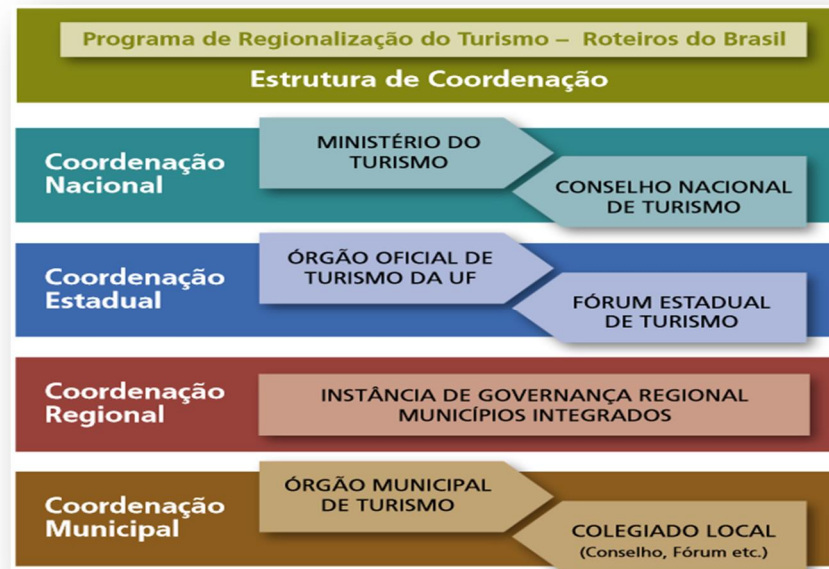 Programa de Regionalização do Turismo – Roteiros do Brasil
Estrutura de Coordenação
Coordenação
Nacional
MINISTÉRIO DO
TURISMO
CONSELHO NACIONAL
DE TURISMO
Coordenação
Estadual
ÓRGÃO OFICIAL DE
TURISMO DA UF
FÓRUM ESTADUAL
DE TURISMO
Coordenação
Regional
INSTÂNCIA DE GOVERNANÇA REGIONAL
MUNICÍPIOS INTEGRADOS
Coordenação
Municipal
ÓRGÃO MUNICIPAL
DE TURISMO
COLEGIADO LOCAL
(Conselho, Fórum etc.)